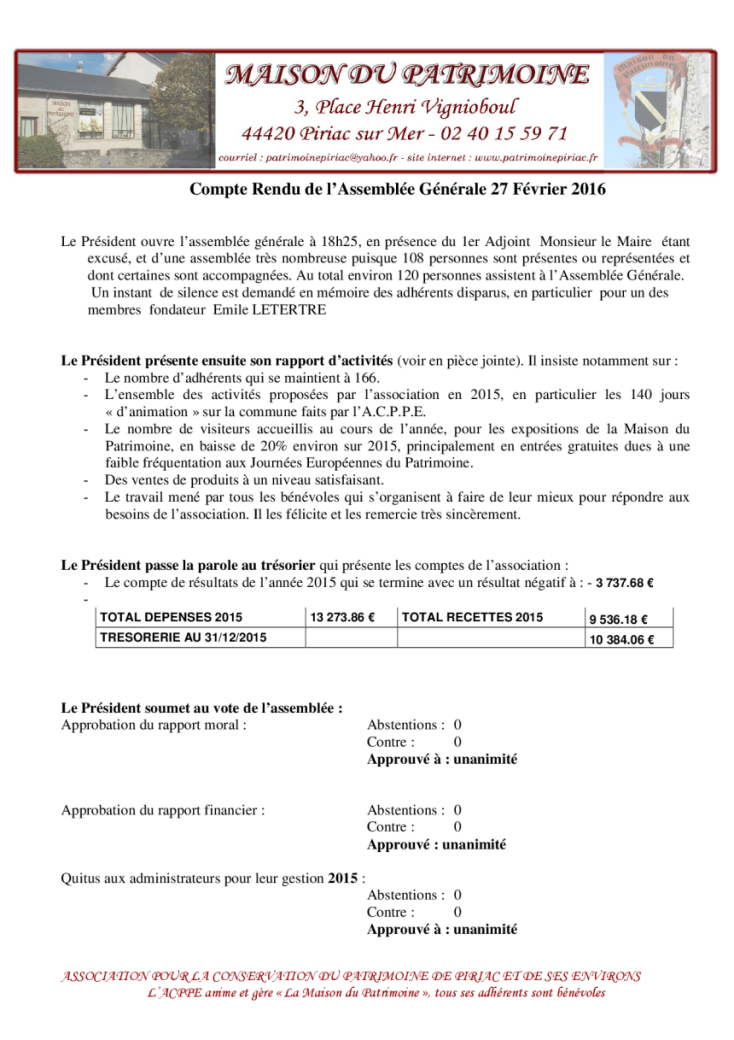 MAISON DU PATRIMOINE
3, Place Henri Vignioboul
44420 Piriac sur Mer - 02 40 15 59 71
courriel : patrimoinepiriac@yahoo.fr - site internet : www.patrimoinepiriac.fr
Compte Rendu de l’Assemblée Générale 27 Février 2016
Le Président ouvre l’assemblée générale à 18h25, en présence du 1er Adjoint Monsieur le Maire étant
excusé, et d’une assemblée très nombreuse puisque 108 personnes sont présentes ou représentées et
dont certaines sont accompagnées. Au total environ 120 personnes assistent à l’Assemblée Générale.
Un instant de silence est demandé en mémoire des adhérents disparus, en particulier pour un des
membres fondateur Emile LETERTRE
Le Président présente ensuite son rapport d’activités (voir en pièce jointe). Il insiste notamment sur :
- Le nombre d’adhérents qui se maintient à 166.
- L’ensemble des activités proposées par l’association en 2015, en particulier les 140 jours
« d’animation » sur la commune faits par l’A.C.P.P.E.
- Le nombre de visiteurs accueillis au cours de l’année, pour les expositions de la Maison du
Patrimoine, en baisse de 20% environ sur 2015, principalement en entrées gratuites dues à une
faible fréquentation aux Journées Européennes du Patrimoine.
- Des ventes de produits à un niveau satisfaisant.
- Le travail mené par tous les bénévoles qui s’organisent à faire de leur mieux pour répondre aux
besoins de l’association. Il les félicite et les remercie très sincèrement.
Le Président passe la parole au trésorier qui présente les comptes de l’association :
- Le compte de résultats de l’année 2015 qui se termine avec un résultat négatif à : - 3 737.68 €
-
TOTAL DEPENSES 2015 13 273.86 € TOTAL RECETTES 2015 9 536.18 €
TRESORERIE AU 31/12/2015 10 384.06 €
Le Président soumet au vote de l’assemblée :
Approbation du rapport moral : Abstentions : 0
Contre : 0
Approuvé à : unanimité
Approbation du rapport financier : Abstentions : 0
Contre : 0
Approuvé : unanimité
Quitus aux administrateurs pour leur gestion 2015 :
Abstentions : 0
Contre : 0
Approuvé à : unanimité
ASSOCIATION POUR LA CONSERVATION DU PATRIMOINE DE PIRIAC ET DE SES ENVIRONS
L’ACPPE anime et gère « La Maison du Patrimoine », tous ses adhérents sont bénévoles